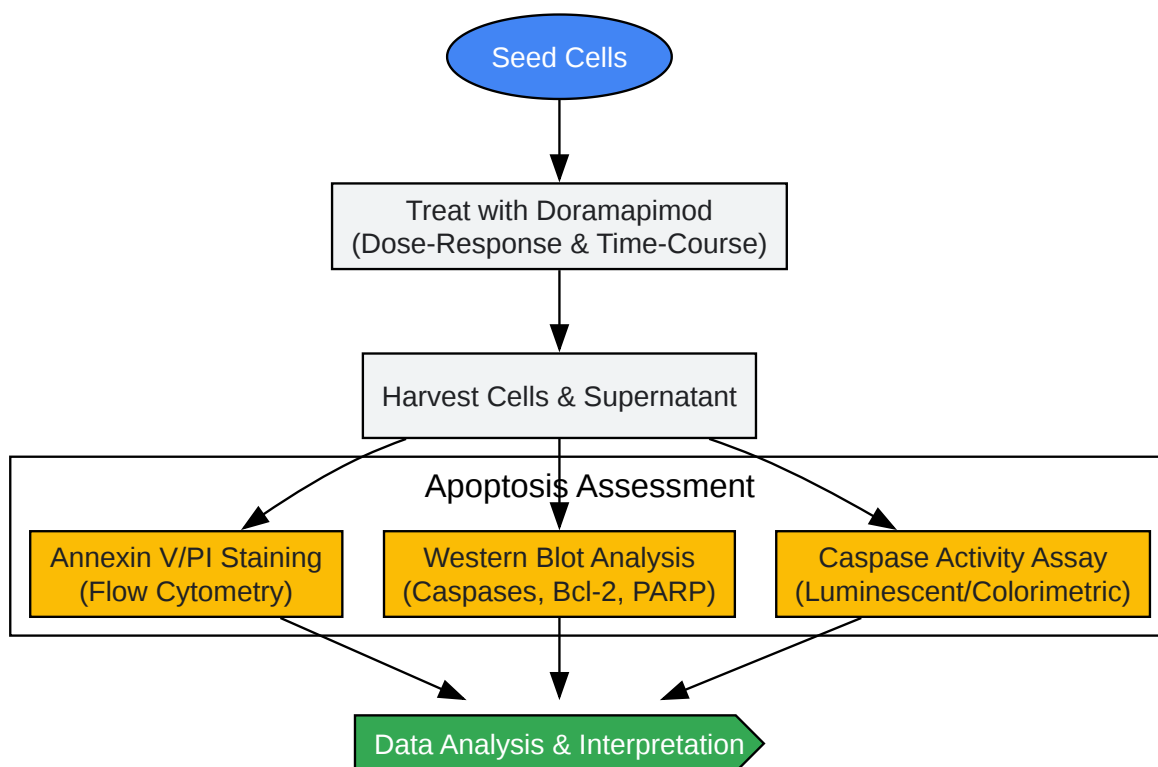 Seed Cells
Treat with Doramapimod
(Dose-Response & Time-Course)
Harvest Cells & Supernatant
Apoptosis Assessment
Annexin V/PI Staining
(Flow Cytometry)
Western Blot Analysis
(Caspases, Bcl-2, PARP)
Caspase Activity Assay
(Luminescent/Colorimetric)
Data Analysis & Interpretation